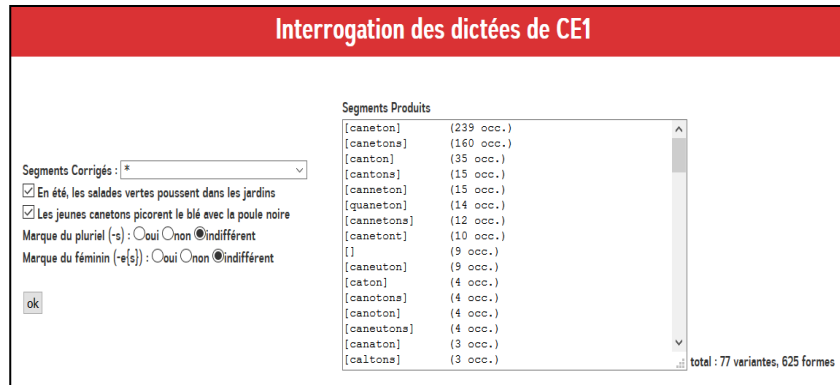 Interrogation des dictées de CE1
Segments Corrigés : *
En été, les salades vertes poussent dans les jardins
Les jeunes canetons picorent le blé avec la poule noire
Marque du pluriel (-s) : oui non indifférent
Marque du féminin (-e{s}) : oui non indifférent
ok
Segments Produits
[caneton] (239 occ.)
[canetons] (160 occ.)
[canton] (35 occ.)
[cantons] (15 occ.)
[canneton] (15 occ.)
[quaneton] (14 occ.)
[cannetons] (12 occ.)
[canetont] (10 occ.)
[] (9 occ.)
[caneuton] (9 occ.)
[caton] (4 occ.)
[canotons] (4 occ.)
[canoton] (4 occ.)
[caneutons] (4 occ.)
[canaton] (3 occ.)
[caltons] (3 occ.)
total : 77 variantes, 625 formes